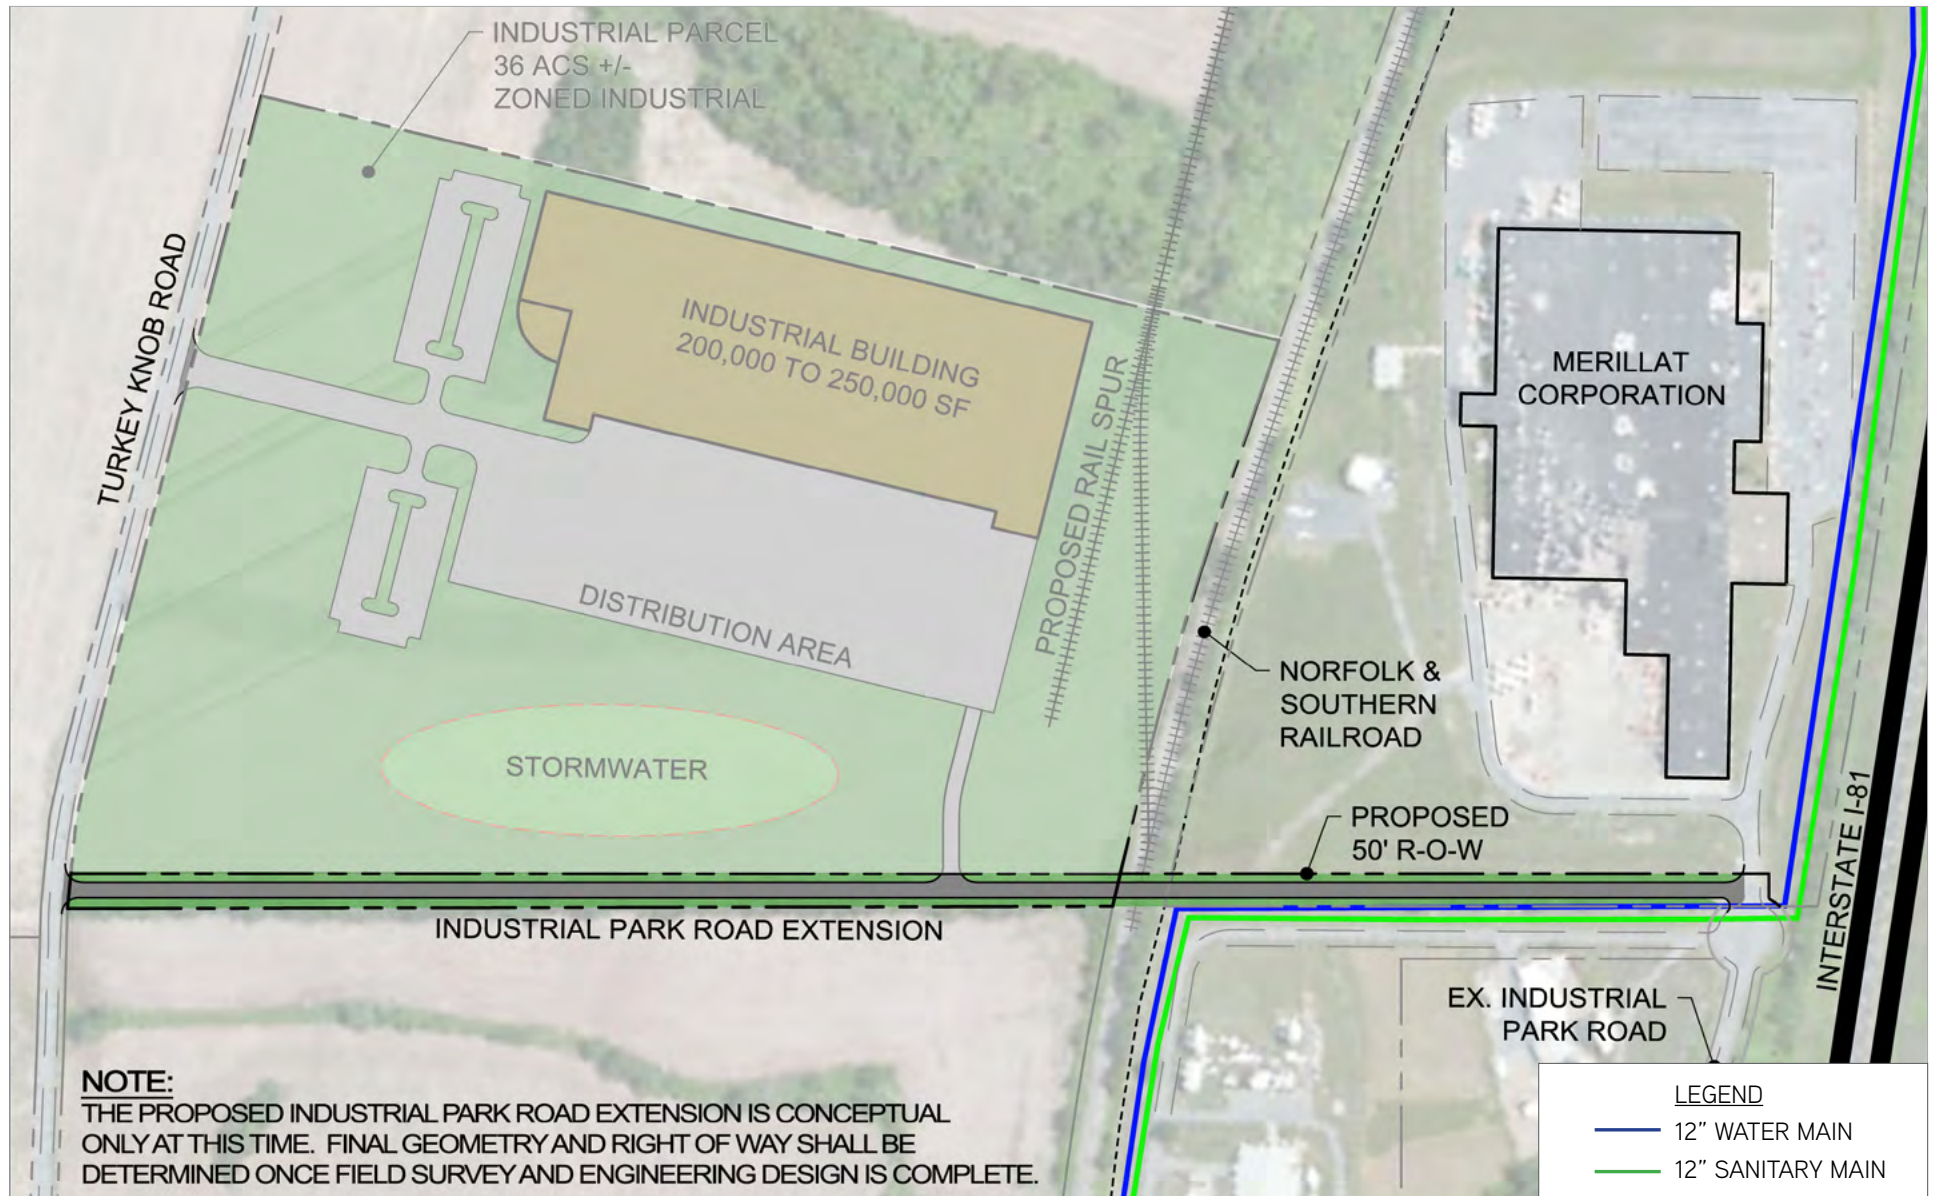 INDUSTRIAL PARCEL
36 ACS +/-
ZONED INDUSTRIAL
TURKEY KNOB ROAD
INDUSTRIAL BUILDING
200,000 TO 250,000 SF
PROPOSED RAIL SPUR
DISTRIBUTION AREA
STORMWATER
MERILLAT
CORPORATION
NORFOLK &
SOUTHERN
RAILROAD
PROPOSED
50' R-O-W
INTERSTATE I-81
INDUSTRIAL PARK ROAD EXTENSION
EX. INDUSTRIAL
PARK ROAD
NOTE:
THE PROPOSED INDUSTRIAL PARK ROAD EXTENSION IS CONCEPTUAL
ONLY AT THIS TIME. FINAL GEOMETRY AND RIGHT OF WAY SHALL BE
DETERMINED ONCE FIELD SURVEY AND ENGINEERING DESIGN IS COMPLETE.
LEGEND
12” WATER MAIN
12” SANITARY MAIN